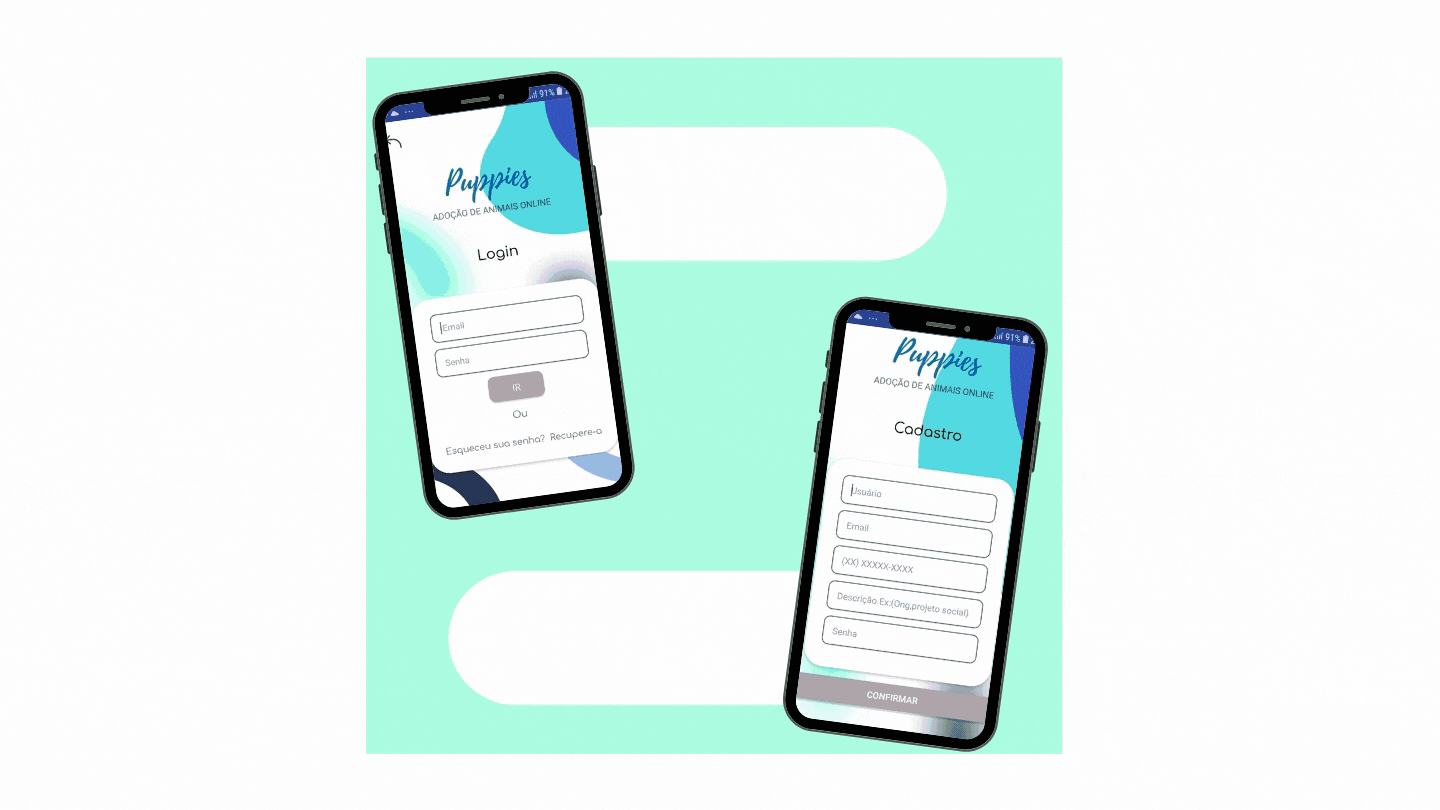 91%
Puppies
ADOÇÃO DE ANIMAIS ONLINE
Login
Email
Senha
IR
Ou
Esqueceu sua senha? Recupere-a
91%
Puppies
ADOÇÃO DE ANIMAIS ONLINE
Cadastro
Usuário
Email
(XX) XXXXX-XXXX
Descrição.Ex:(Ong,projeto social)
Senha
CONFIRMAR